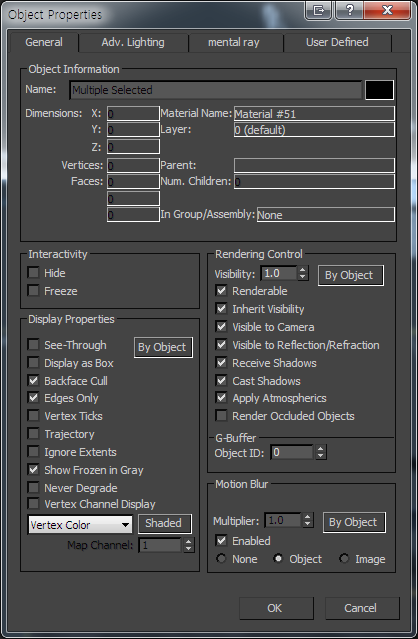 Object Properties
?
General
Adv. Lighting
mental ray
User Defined
Object Information
Name: Multiple Selected
Dimensions: X: 0 Material Name: Material #51
Y: 0 Layer: 0 (default)
Z: 0
Vertices: 0 Parent:
Faces: 0 Num. Children: 0
0
0 In Group/Assembly: None
Interactivity
Hide
Freeze
Display Properties
See-Through By Object
Display as Box
Backface Cull
Edges Only
Vertex Ticks
Trajectory
Ignore Extents
Show Frozen in Gray
Never Degrade
Vertex Channel Display
Vertex Color Shaded
Map Channel: 1
Rendering Control
Visibility: 1.0 By Object
Renderable
Inherit Visibility
Visible to Camera
Visible to Reflection/Refraction
Receive Shadows
Cast Shadows
Apply Atmospherics
Render Occluded Objects
G-Buffer
Object ID: 0
Motion Blur
Multiplier: 1.0 By Object
Enabled
None Object Image
OK Cancel